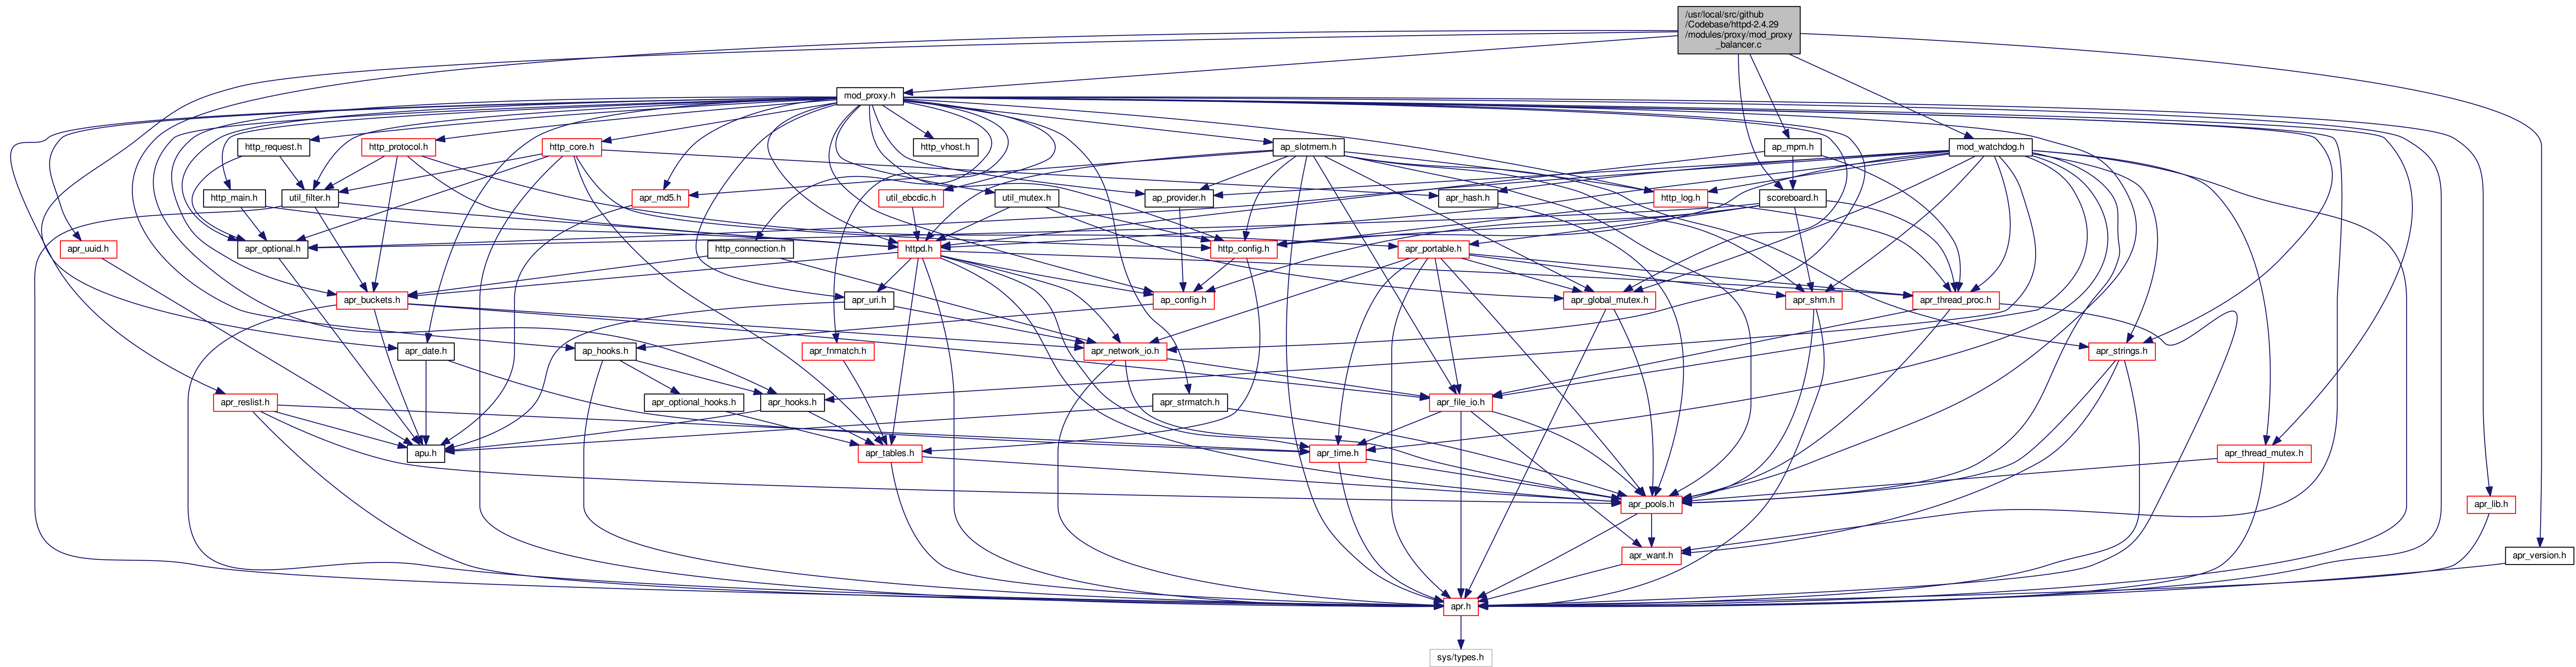 /usr/local/src/github
/Codebase/httpd-2.4.29
/modules/proxy/mod_proxy
_balancer.c
mod_proxy.h
http_request.h
http_protocol.h
http_core.h
http_vhost.h
ap_slotmem.h
ap_mpm.h
mod_watchdog.h
http_main.h
util_filter.h
apr_md5.h
util_ebcdic.h
util_mutex.h
ap_provider.h
apr_hash.h
http_log.h
scoreboard.h
apr_uuid.h
apr_optional.h
http_connection.h
httpd.h
http_config.h
apr_portable.h
apr_buckets.h
apr_uri.h
ap_config.h
apr_global_mutex.h
apr_shm.h
apr_thread_proc.h
apr_date.h
ap_hooks.h
apr_fnmatch.h
apr_network_io.h
apr_strings.h
apr_reslist.h
apr_optional_hooks.h
apr_hooks.h
apr_strmatch.h
apr_file_io.h
apu.h
apr_tables.h
apr_time.h
apr_thread_mutex.h
apr_pools.h
apr_lib.h
apr_want.h
apr_version.h
apr.h
sys/types.h